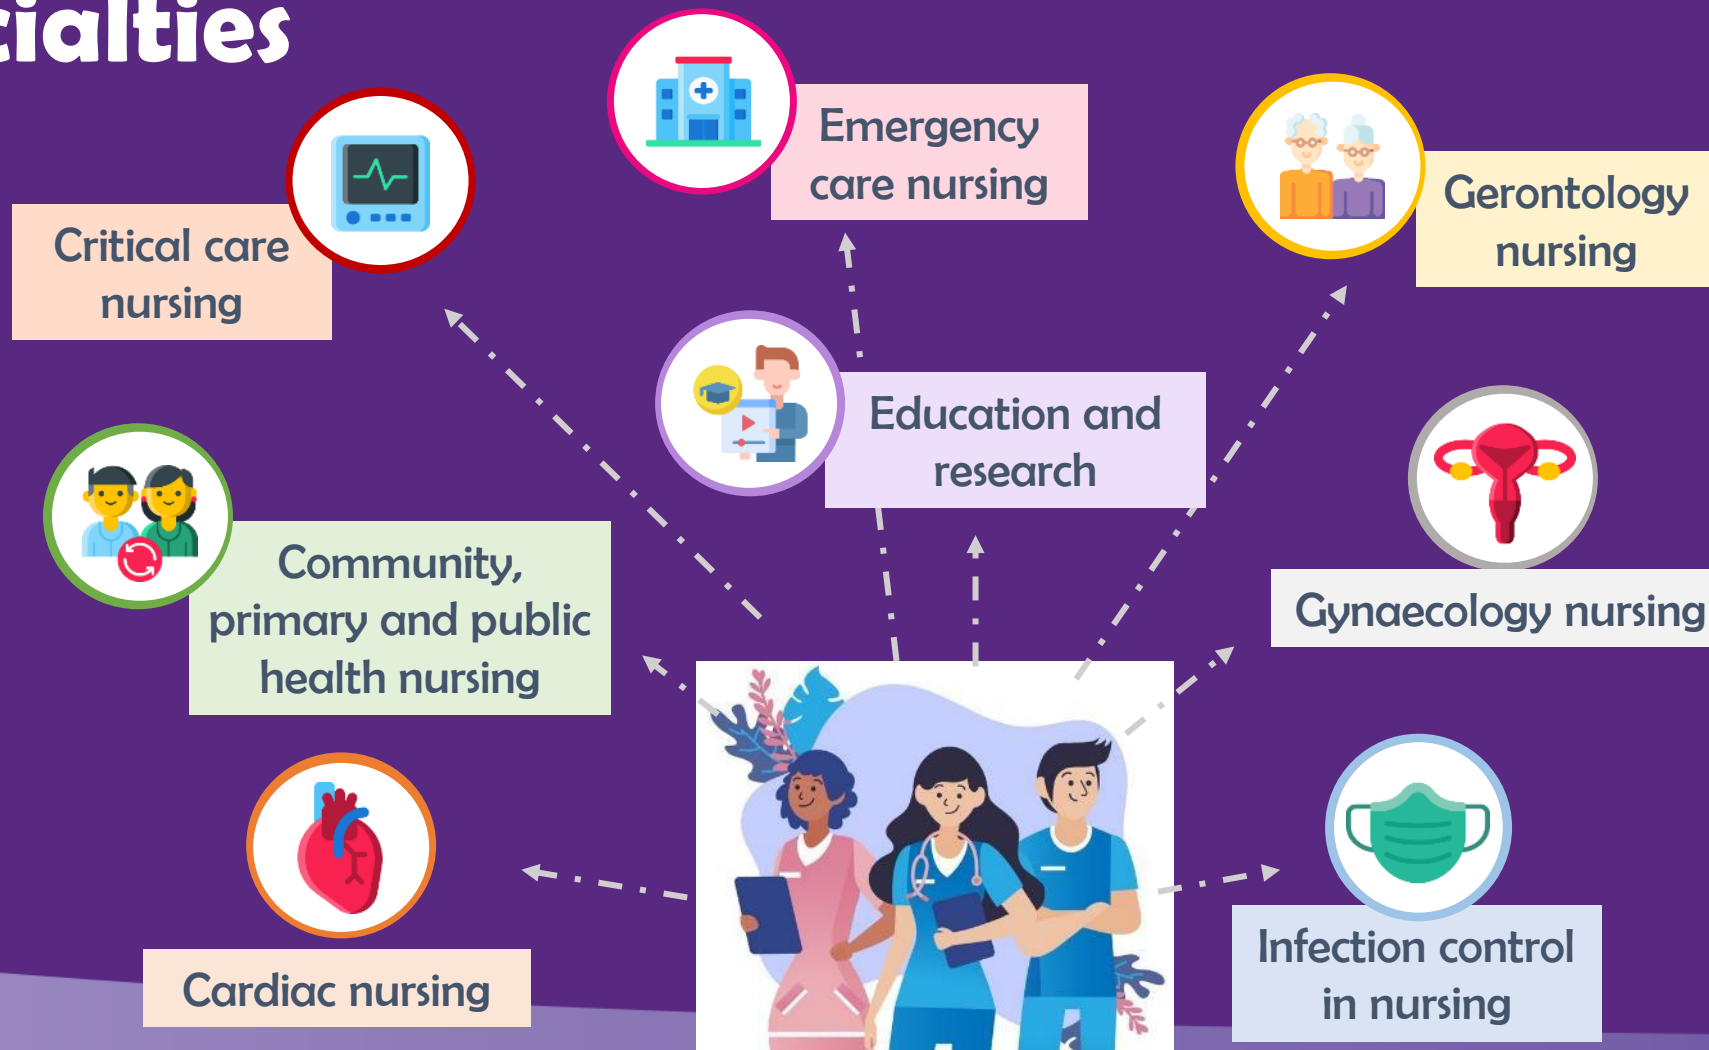 cialties
Emergency
care nursing
Gerontology
nursing
Critical care
nursing
Education and
research
Community,
primary and public
health nursing
Gynaecology nursing
Cardiac nursing
Infection control
in nursing